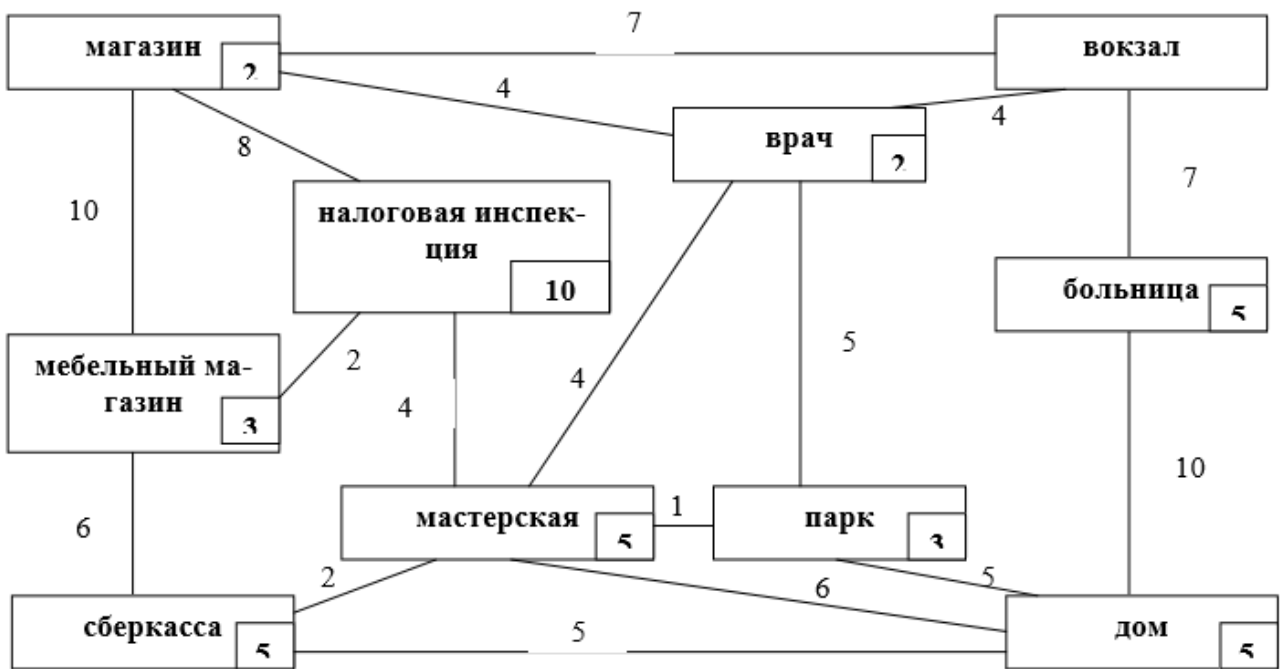 7
магазин
2
вокзал
4
4
врач
2
8
10
7
налоговая инспек-
ция
10
больница
5
5
2
мебельный ма-
газин
3
4
4
10
мастерская
5
1
парк
3
6
2
6
5
сберкасса
5
5
дом
5